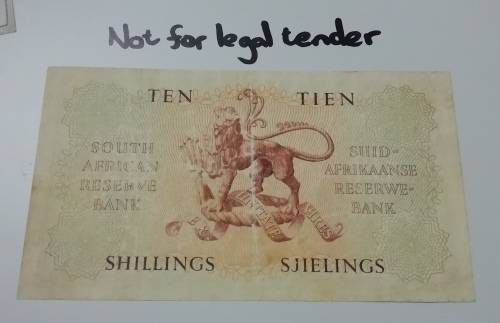 Not for legal tender
TEN TIEN
SOUTH
AFRICAN
RESERVE
BANK
SUID-
AFRIKAANSE
RESERWE-
BANK
SHILLINGS SJIELINGS